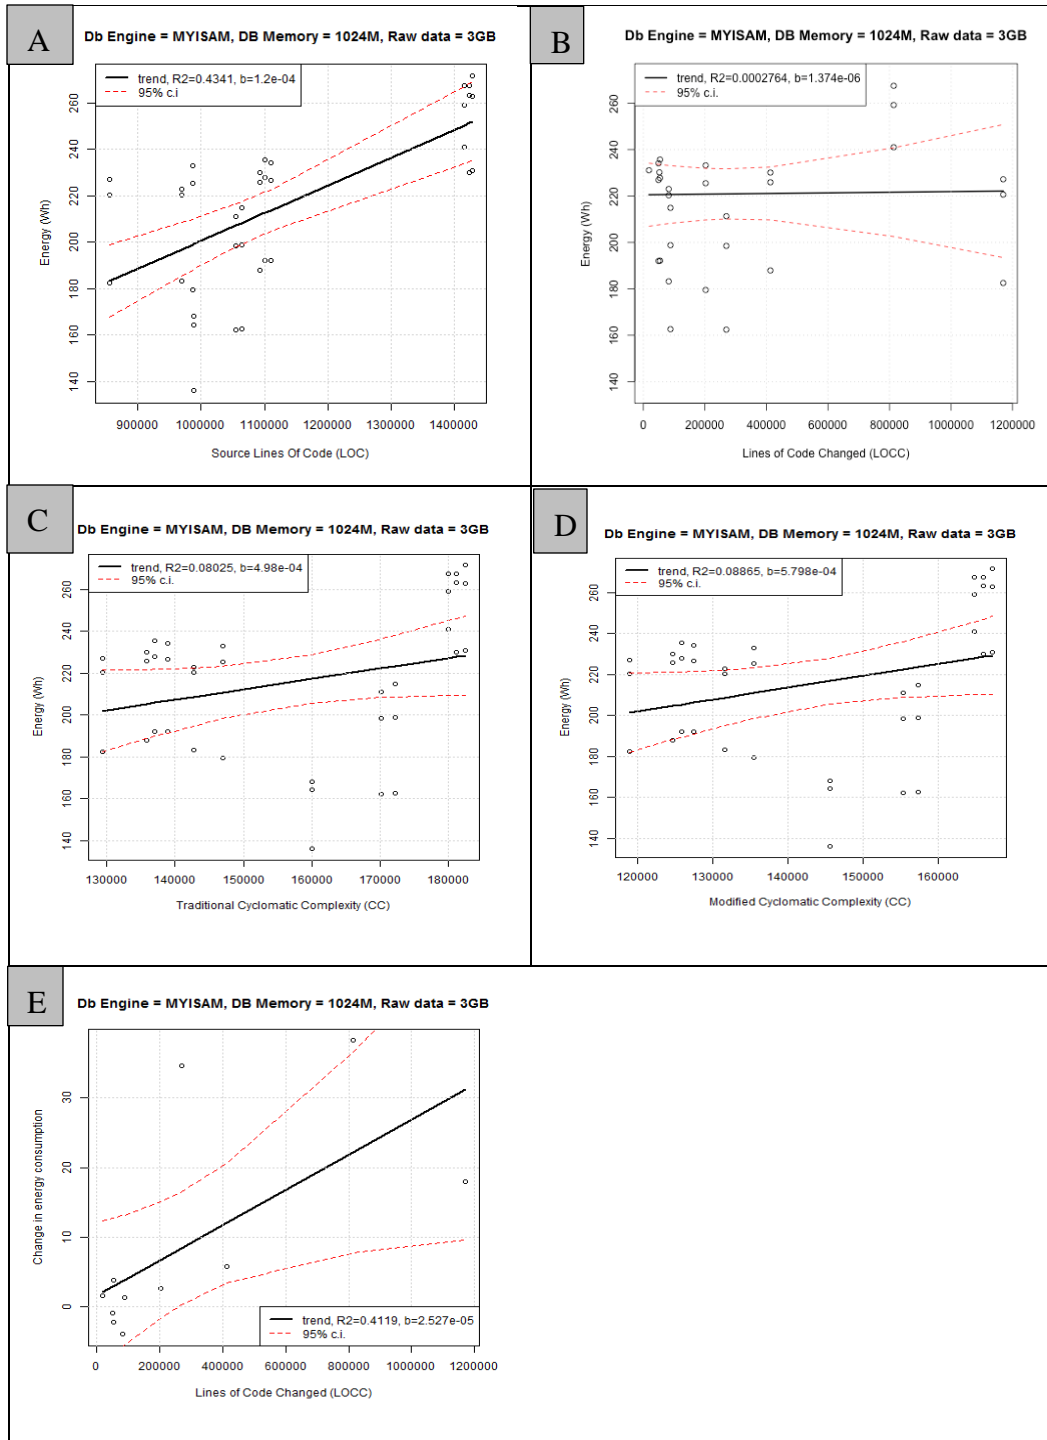 A
Db Engine = MYISAM, DB Memory = 1024M, Raw data = 3GB
trend, R2=0.4341, b=1.2e-04
95% c.i
Energy (Wh)
260
240
220
200
180
160
140
900000 1000000 1100000 1200000 1300000 1400000
Source Lines Of Code (LOC)
B
Db Engine = MYISAM, DB Memory = 1024M, Raw data = 3GB
trend, R2=0.0002764, b=1.374e-06
95% c.i.
Energy (Wh)
260
240
220
200
180
160
140
0 200000 400000 600000 800000 1000000 1200000
Lines of Code Changed (LOCC)
C
Db Engine = MYISAM, DB Memory = 1024M, Raw data = 3GB
trend, R2=0.08025, b=4.98e-04
95% c.i.
Energy (Wh)
260
240
220
200
180
160
140
130000 140000 150000 160000 170000 180000
Traditional Cyclomatic Complexity (CC)
D
Db Engine = MYISAM, DB Memory = 1024M, Raw data = 3GB
trend, R2=0.08865, b=5.798e-04
95% c.i.
Energy (Wh)
260
240
220
200
180
160
140
120000 130000 140000 150000 160000
Modified Cyclomatic Complexity (CC)
E
Db Engine = MYISAM, DB Memory = 1024M, Raw data = 3GB
Change in energy consumption
30
20
10
0
trend, R2=0.4119, b=2.527e-05
95% c.i.
0 200000 400000 600000 800000 1000000 1200000
Lines of Code Changed (LOCC)